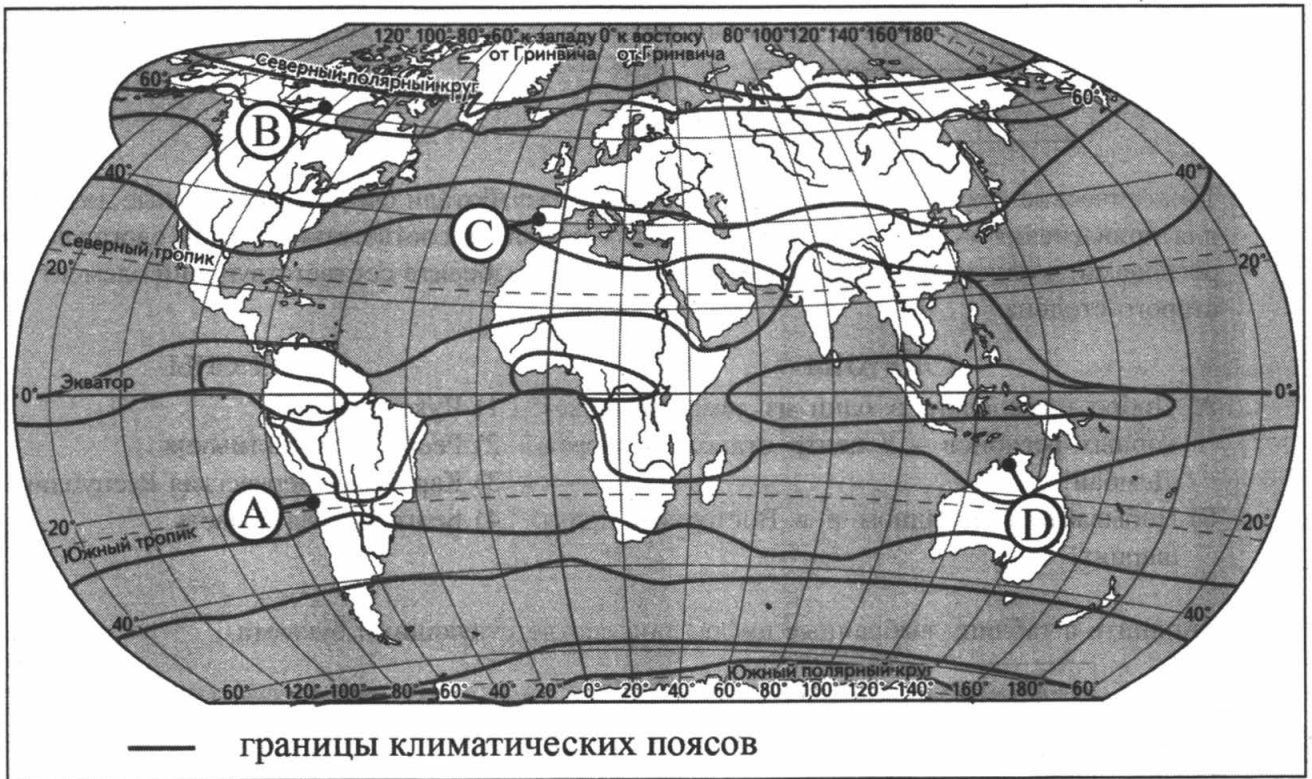 120° 100° 80° 60° к западу 0° к востоку 80° 100° 120° 140° 160° 180°
от Гринвича от Гринвича
Северный полярный круг
60° 60°
B
40° 40°
C
Северный тропик
20° 20°
Экватор
0° 0°
A
D
20° 20°
Южный тропик
40° 40°
Южный полярный круг
60° 120° 100° 80° 60° 40° 20° 0° 20° 40° 60° 80° 100° 120° 140° 160° 180° 60°
границы климатических поясов